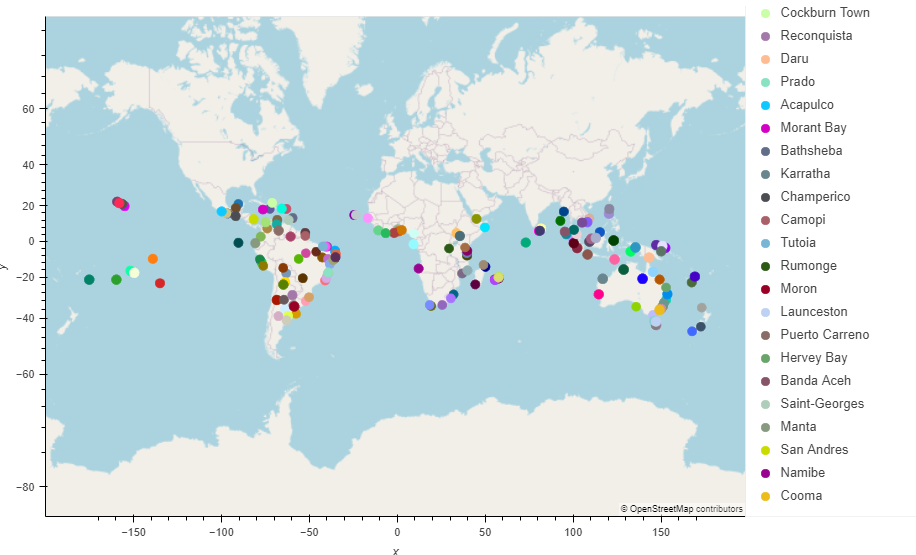 Cockburn Town
Reconquista
Daru
Prado
Acapulco
Morant Bay
Bathsheba
Karratha
Champerico
Campoi
Tutoia
Rumonge
Moron
Launceston
Puerto Carreno
Hervey Bay
Banda Aceh
Saint-Georges
Manta
San Andres
Namibe
Cooma
60
40
20
0
−20
−40
−60
−80
y
© OpenStreetMap contributors
−150
−100
−50
0
50
100
150
x